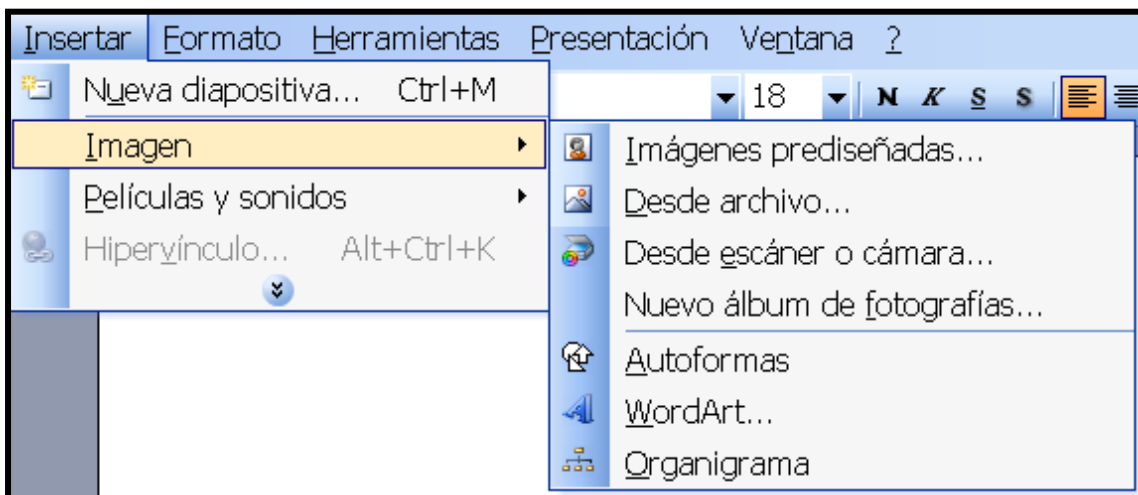 Insertar Formato Herramientas Presentación Ventana ?
Nueva diapositiva... Ctrl+M
18 N K S S
Imagen
Películas y sonidos
Hipervínculo... Alt+Ctrl+K
Imágenes prediseñadas...
Desde archivo...
Desde escáner o cámara...
Nuevo álbum de fotografías...
Autoformas
WordArt...
Organigrama